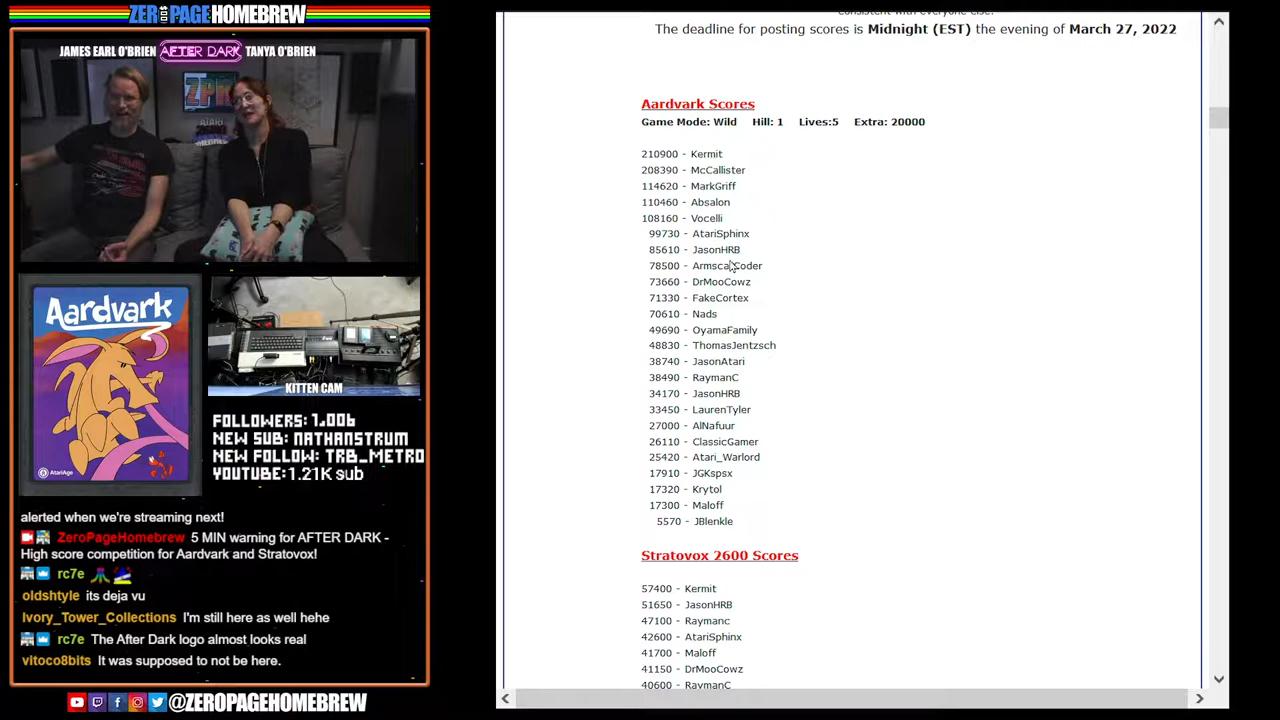 ZERO PAGE HOMEBREW
JAMES EARL O'BRIEN AFTER DARK TANYA O'BRIEN
Aardvark
AtariAge
KITTEN CAM
FOLLOWERS: 1,006
NEW SUB: NATHANSTRUM
NEW FOLLOW: TRB_METRO
YOUTUBE: 1.21K sub
alerted when we're streaming next!
ZeroPageHomebrew 5 MIN warning for AFTER DARK -
High score competition for Aardvark and Stratovox!
rc7e
oldshtyle its deja vu
Ivory_Tower_Collections I'm still here as well hehe
rc7e The After Dark logo almost looks real
vitoco8bits It was supposed to not be here.
@ZEROPAGEHOMEBREW
consistent with everyone else.
The deadline for posting scores is Midnight (EST) the evening of March 27, 2022
Aardvark Scores
Game Mode: Wild Hill: 1 Lives:5 Extra: 20000
210900 - Kermit
208390 - McCallister
114620 - MarkGriff
110460 - Absalon
108160 - Vocelli
99730 - AtariSphinx
85610 - JasonHRB
78500 - ArmscarCoder
73660 - DrMooCowz
71330 - FakeCortex
70610 - Nads
49690 - OyamaFamily
48830 - ThomasJentzsch
38740 - JasonAtari
38490 - RaymanC
34170 - JasonHRB
33450 - LaurenTyler
27000 - AlNafuur
26110 - ClassicGamer
25420 - Atari_Warlord
17910 - JGKspsx
17320 - Krytol
17300 - Maloff
5570 - JBlenkle
Stratovox 2600 Scores
57400 - Kermit
51650 - JasonHRB
47100 - Raymanc
42600 - AtariSphinx
41700 - Maloff
41150 - DrMooCowz
40600 - RaymanC